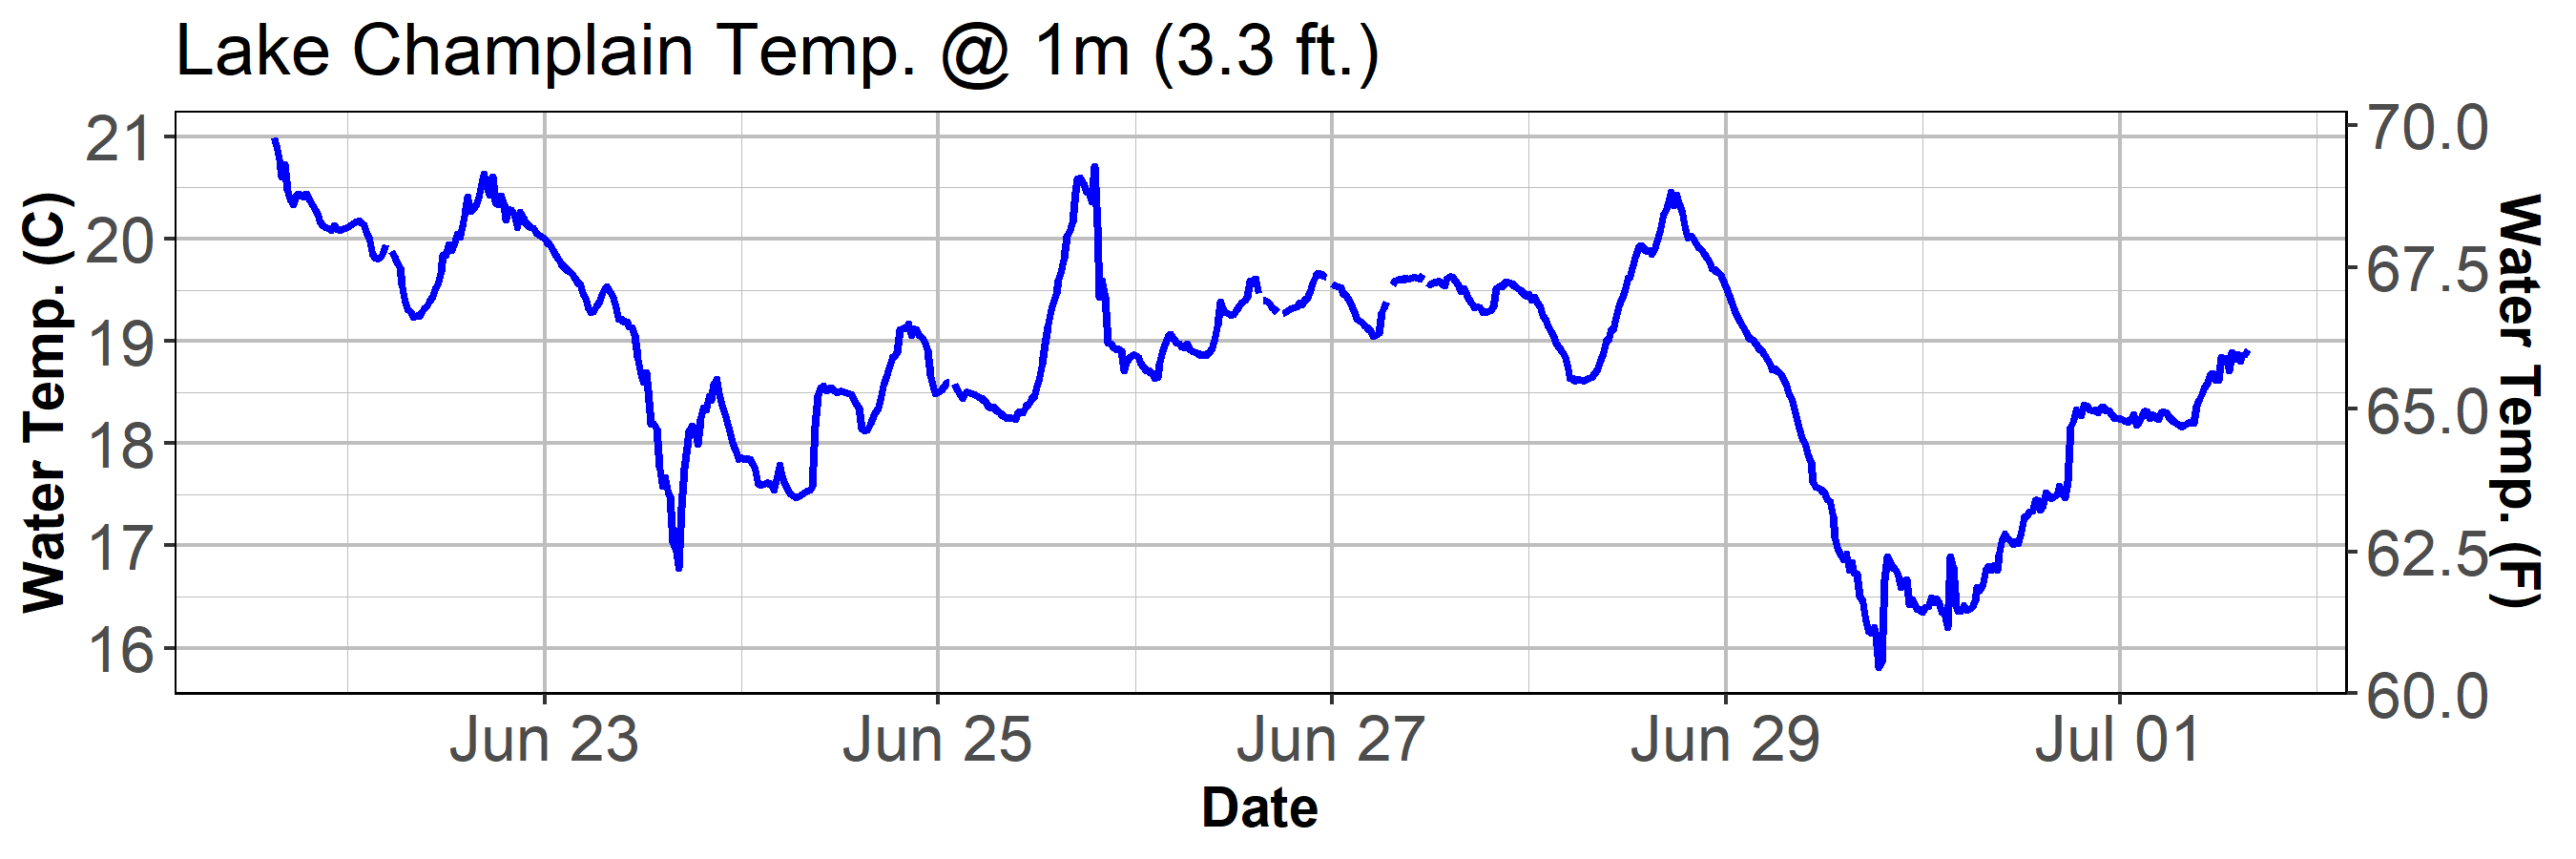 Lake Champlain Temp. @ 1m (3.3 ft.)
Water Temp. (C)
21
20
19
18
17
16
70.0
67.5
65.0
62.5
60.0
Water Temp. (F)
Jun 23 Jun 25 Jun 27 Jun 29 Jul 01
Date